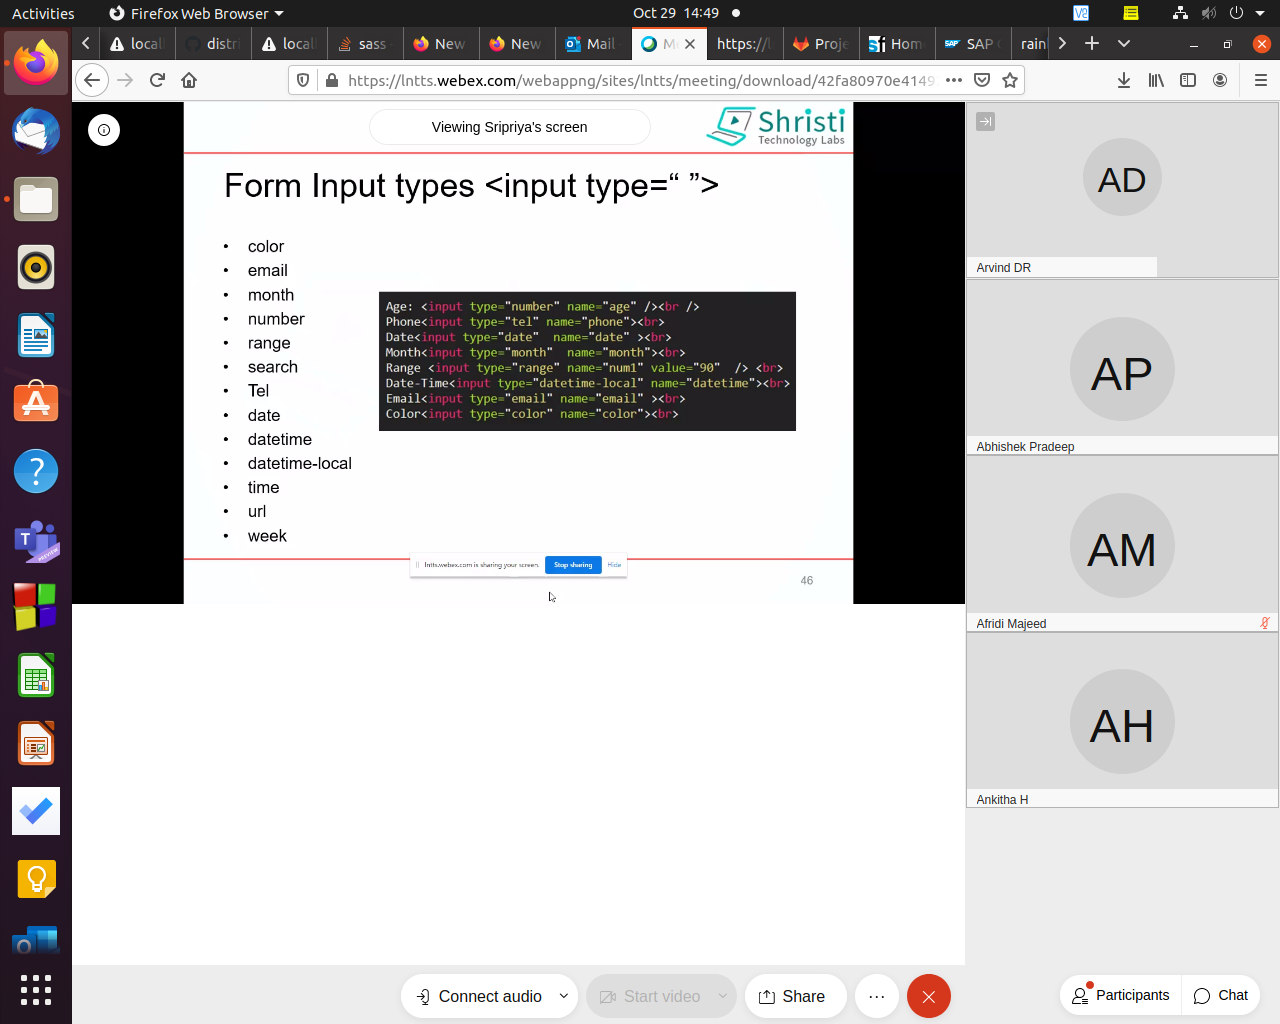 Activities
Firefox Web Browser
Oct 29 14:49
local
distri
local
sass
New
New
Mail
M
https://l
Proje
Hom
SAP
rain
https://lntts.webex.com/webappng/sites/lntts/meeting/download/42fa80970e4149
Viewing Sripriya's screen
Shristi
Technology Labs
Form Input types <input type=“ ”>
• color
• email
• month
• number
• range
• search
• Tel
• date
• datetime
• datetime-local
• time
• url
• week
Age: <input type="number" name="age" /><br />
Phone<input type="tel" name="phone"><br>
Date<input type="date"  name="date" ><br>
Month<input type="month"  name="month"><br>
Range <input type="range" name="num1" value="90"  /> <br>
Date-Time<input type="datetime-local" name="datetime"><br>
Email<input type="email" name="email" ><br>
Color<input type="color" name="color"><br>
lntts.webex.com is sharing your screen.
Stop sharing
Hide
46
AD
Arvind DR
AP
Abhishek Pradeep
AM
Afridi Majeed
AH
Ankitha H
Connect audio
Start video
Share
Participants
Chat